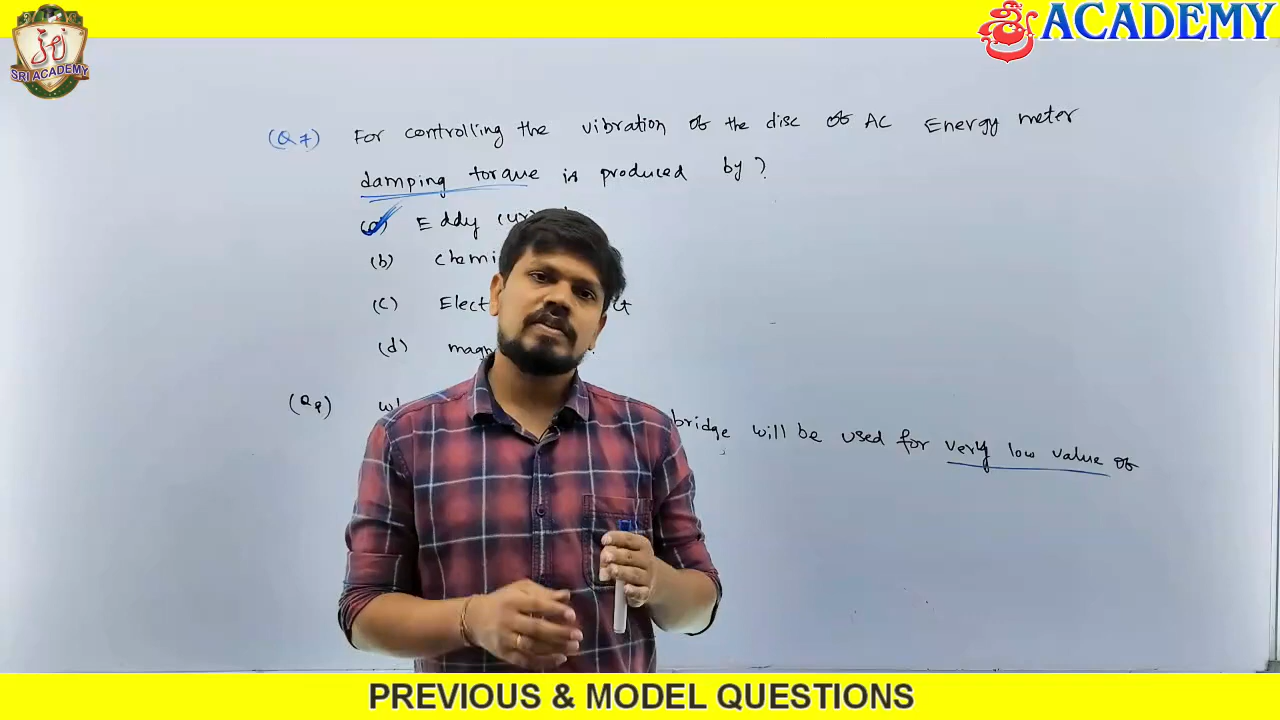 SRI ACADEMY
ACADEMY
(Q7) For controlling the vibration of the disc of AC Energy meter
damping torque is produced by ?
(a) Eddy
(b)
(c)
(d)
(Q8)
bridge will be used for very low value of
PREVIOUS & MODEL QUESTIONS